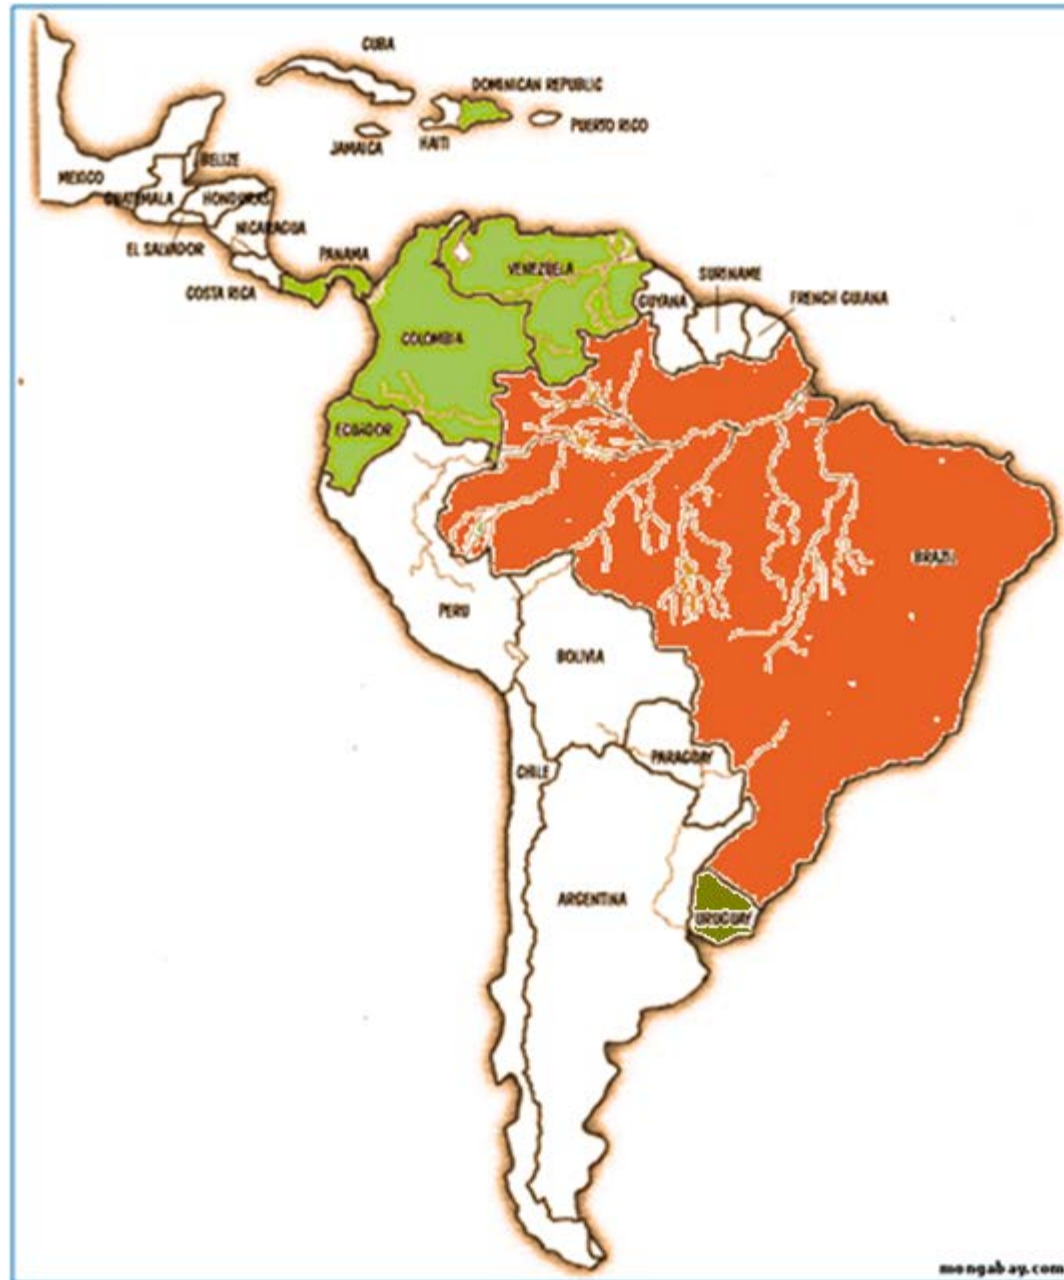 CUBA
DOMINICAN REPUBLIC
PUERTO RICO
JAMAICA
HAITI
BELIZE
MEXICO
GUATEMALA
HONDURAS
NICARAGUA
EL SALVADOR
PANAMA
COSTA RICA
VENEZUELA
SURINAME
GUYANA
FRENCH GUIANA
COLOMBIA
ECUADOR
BRAZIL
PERU
BOLIVIA
PARAGUAY
CHILE
ARGENTINA
URUGUAY
mongabay.com